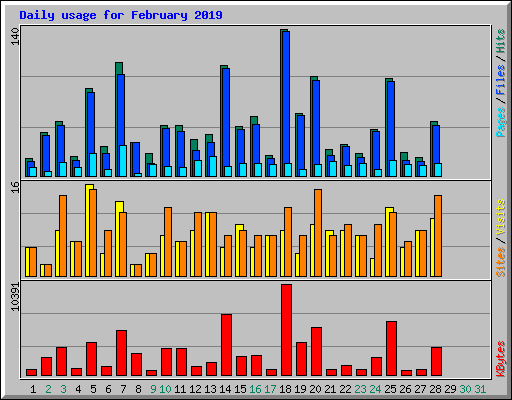 Daily usage for February 2019
140
Pages / Files / Hits
16
Sites / Visits
10391
KBytes
1 2 3 4 5 6 7 8 9 10 11 12 13 14 15 16 17 18 19 20 21 22 23 24 25 26 27 28 29 30 31